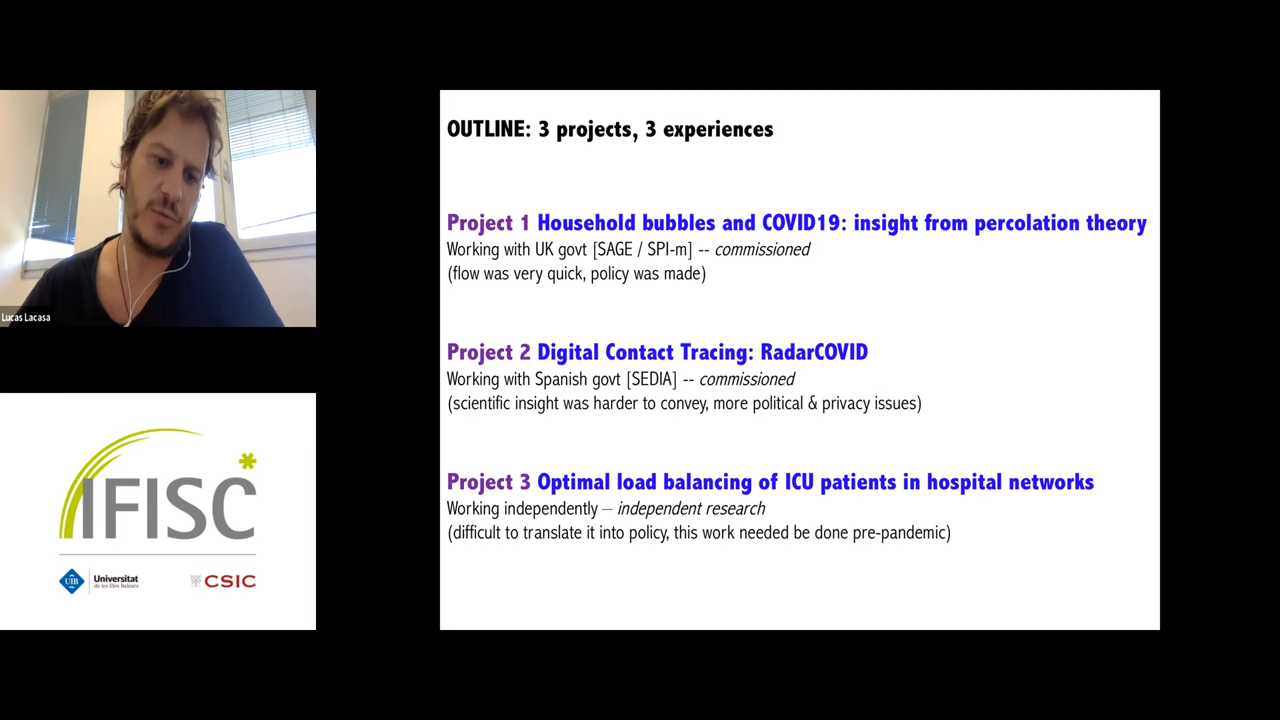 OUTLINE: 3 projects, 3 experiences
Project 1 Household bubbles and COVID19: insight from percolation theory
Working with UK govt [SAGE / SPI-m] -- commissioned
(flow was very quick, policy was made)
Project 2 Digital Contact Tracing: RadarCOVID
Working with Spanish govt [SEDIA] -- commissioned
(scientific insight was harder to convey, more political & privacy issues)
Project 3 Optimal load balancing of ICU patients in hospital networks
Working independently – independent research
(difficult to translate it into policy, this work needed be done pre-pandemic)
Lucas Lacasa
IFISC
UIB
Universitat
de les Illes Balears
CSIC